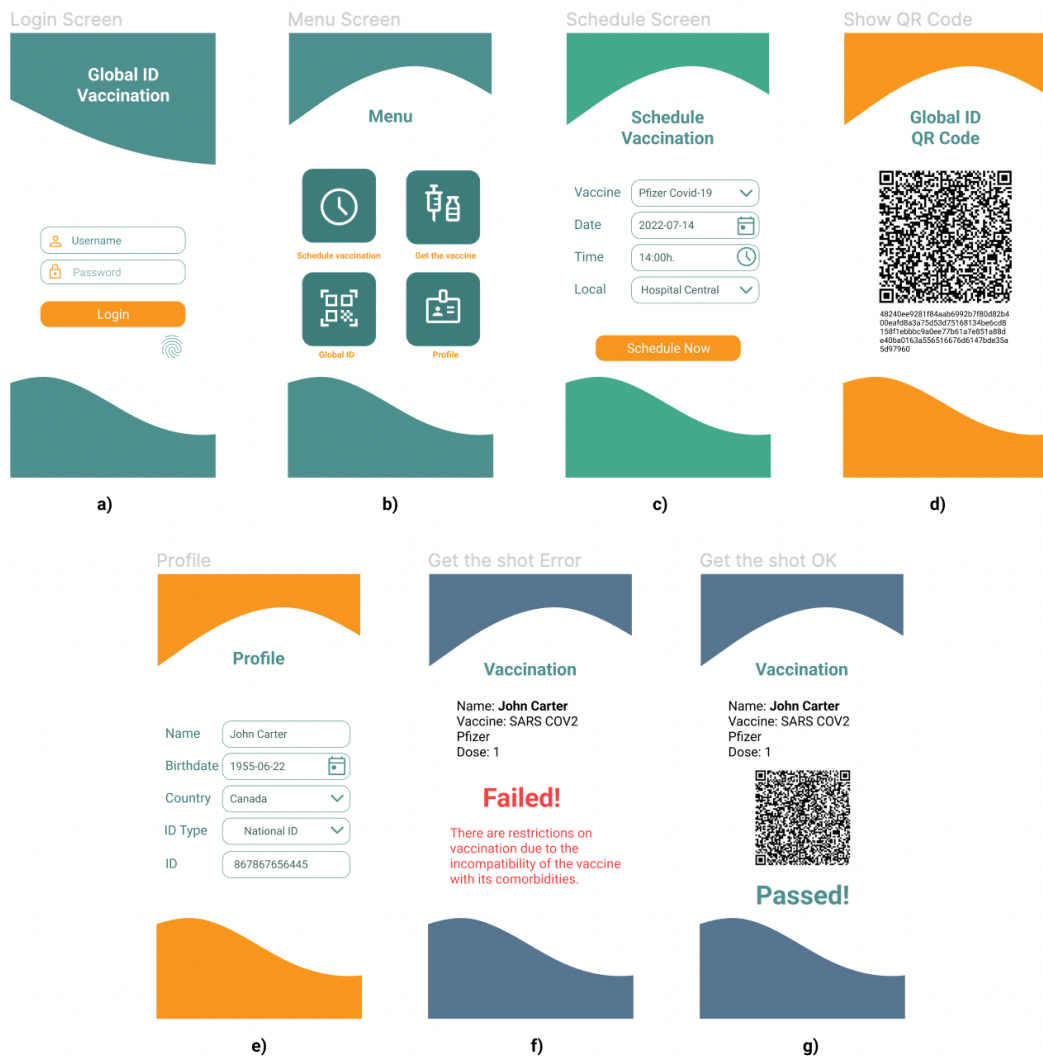 Login Screen
Global ID
Vaccination
Username
Password
Login
a)
Menu Screen
Menu
Schedule vaccination
Get the vaccine
Global ID
Profile
b)
Schedule Screen
Schedule
Vaccination
Vaccine Pfizer Covid-19
Date 2022-07-14
Time 14:00h.
Local Hospital Central
Schedule Now
c)
Show QR Code
Global ID
QR Code
48240ee9281f84aab6992b7f80d82b4
00eafd8a3a75d53d75168134be6cd8
158f1ebbbc9a0ee77b61a7e851a88d
e40ba0163a556516676d6147bde35a
5d97960
d)
Profile
Profile
Name John Carter
Birthdate 1955-06-22
Country Canada
ID Type National ID
ID 867867656445
e)
Get the shot Error
Vaccination
Name: John Carter
Vaccine: SARS COV2
Pfizer
Dose: 1
Failed!
There are restrictions on
vaccination due to the
incompatibility of the vaccine
with its comorbidities.
f)
Get the shot OK
Vaccination
Name: John Carter
Vaccine: SARS COV2
Pfizer
Dose: 1
Passed!
g)